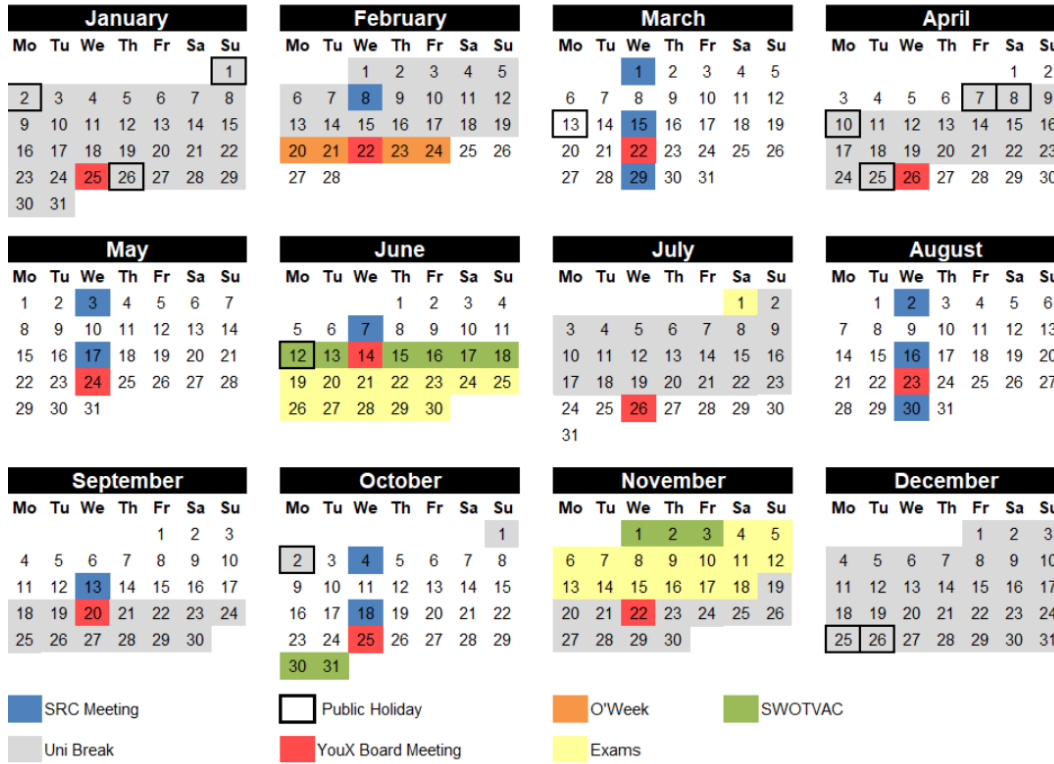 January February March April
Mo Tu We Th Fr Sa Su Mo Tu We Th Fr Sa Su Mo Tu We Th Fr Sa Su Mo Tu We Th Fr Sa Su
1 1 2 3 4 5 1 2 3 4 5 1 2
2 3 4 5 6 7 8 6 7 8 9 10 11 12 6 7 8 9 10 11 12 3 4 5 6 7 8 9
9 10 11 12 13 14 15 13 14 15 16 17 18 19 13 14 15 16 17 18 19 10 11 12 13 14 15 16
16 17 18 19 20 21 22 20 21 22 23 24 25 26 20 21 22 23 24 25 26 17 18 19 20 21 22 23
23 24 25 26 27 28 29 27 28 27 28 29 30 31 24 25 26 27 28 29 30
30 31
May June July August
Mo Tu We Th Fr Sa Su Mo Tu We Th Fr Sa Su Mo Tu We Th Fr Sa Su Mo Tu We Th Fr Sa Su
1 2 3 4 5 6 7 1 2 3 4 1 2 1 2 3 4 5 6
8 9 10 11 12 13 14 5 6 7 8 9 10 11 3 4 5 6 7 8 9 7 8 9 10 11 12 13
15 16 17 18 19 20 21 12 13 14 15 16 17 18 10 11 12 13 14 15 16 14 15 16 17 18 19 20
22 23 24 25 26 27 28 19 20 21 22 23 24 25 17 18 19 20 21 22 23 21 22 23 24 25 26 27
29 30 31 26 27 28 29 30 24 25 26 27 28 29 30 28 29 30 31
31
September October November December
Mo Tu We Th Fr Sa Su Mo Tu We Th Fr Sa Su Mo Tu We Th Fr Sa Su Mo Tu We Th Fr Sa Su
1 2 3 1 1 2 3 4 5 1 2 3
4 5 6 7 8 9 10 2 3 4 5 6 7 8 6 7 8 9 10 11 12 4 5 6 7 8 9 10
11 12 13 14 15 16 17 9 10 11 12 13 14 15 13 14 15 16 17 18 19 11 12 13 14 15 16 17
18 19 20 21 22 23 24 16 17 18 19 20 21 22 20 21 22 23 24 25 26 18 19 20 21 22 23 24
25 26 27 28 29 30 23 24 25 26 27 28 29 27 28 29 30 25 26 27 28 29 30 31
30 31
SRC Meeting Public Holiday O'Week SWOTVAC
Uni Break YouX Board Meeting Exams